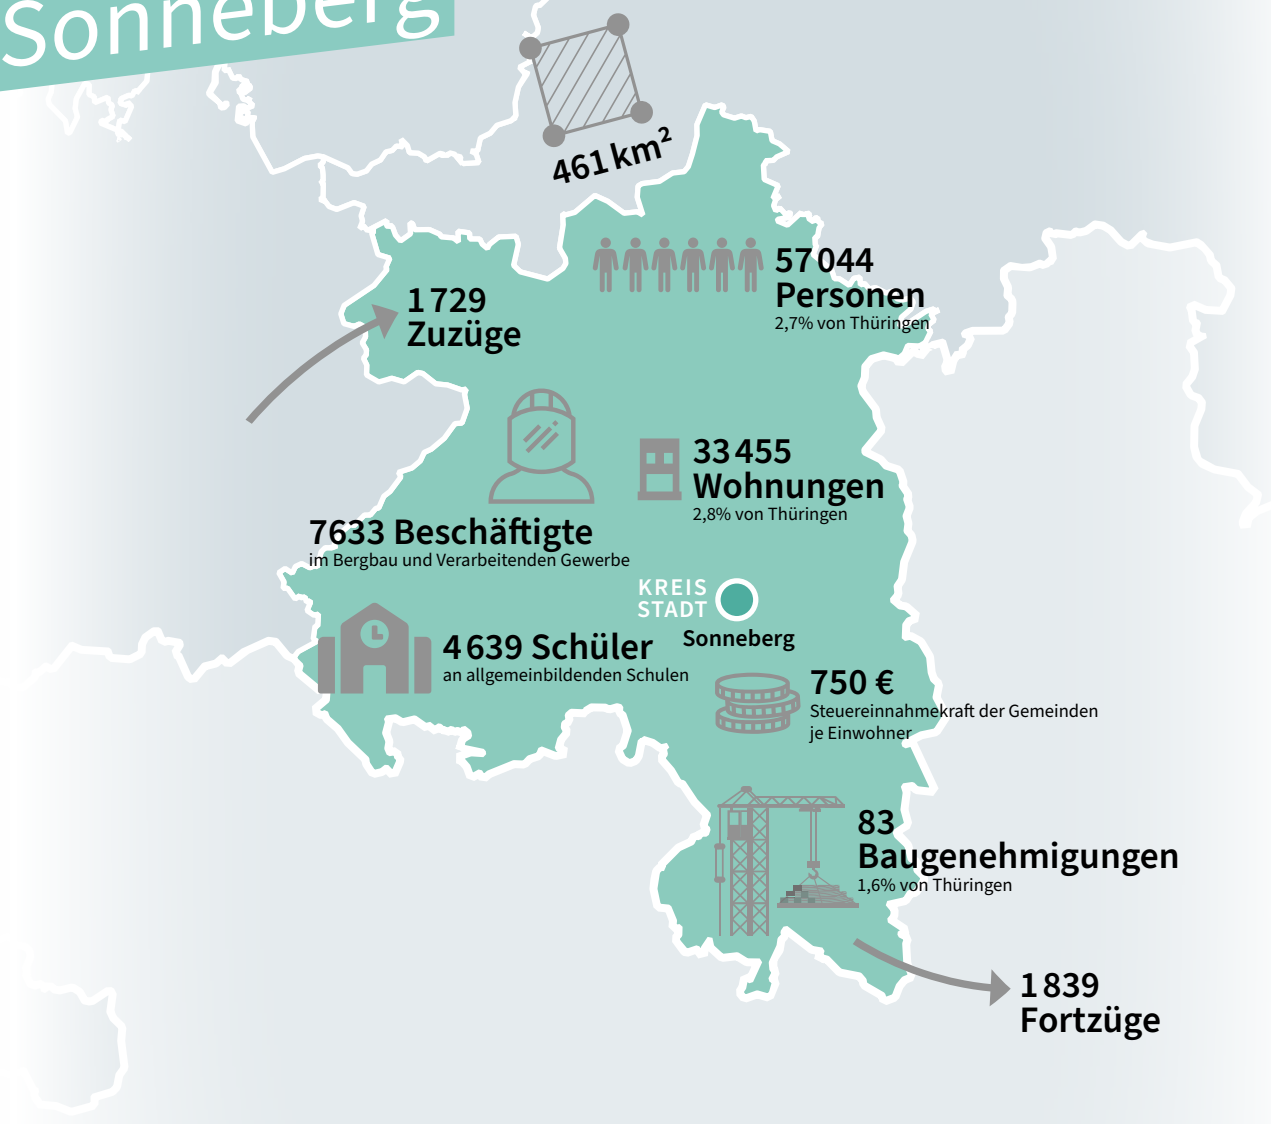 Sonneberg
461 km²
57 044
Personen
2,7% von Thüringen
1 729
Zuzüge
33 455
Wohnungen
2,8% von Thüringen
7633 Beschäftigte
im Bergbau und Verarbeitenden Gewerbe
KREIS
STADT
Sonneberg
4 639 Schüler
an allgemeinbildenden Schulen
750 €
Steuereinnahmekraft der Gemeinden
je Einwohner
83
Baugenehmigungen
1,6% von Thüringen
1 839
Fortzüge